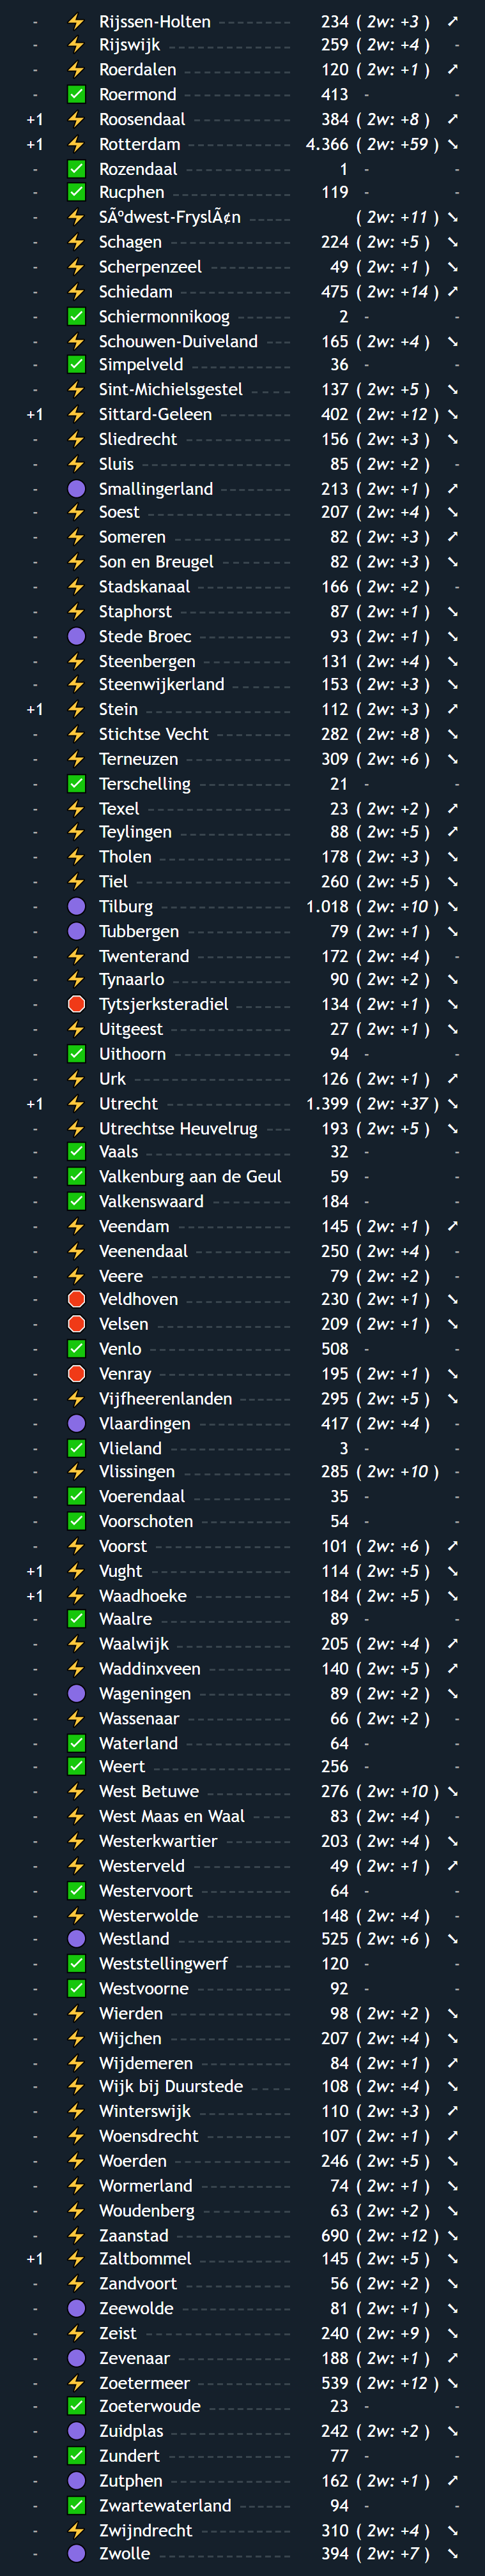 - ⚡ Rijssen-Holten 234 ( 2w: +3 ) ➚
- ⚡ Rijswijk 259 ( 2w: +4 ) -
- ⚡ Roerdalen 120 ( 2w: +1 ) ➚
- ✅ Roermond 413 - -
+1 ⚡ Roosendaal 384 ( 2w: +8 ) ➚
+1 ⚡ Rotterdam 4.366 ( 2w: +59 ) ➘
- ✅ Rozendaal 1 - -
- ✅ Rucphen 119 - -
- ⚡ SÃºdwest-FryslÃ¢n ( 2w: +11 ) ➘
- ⚡ Schagen 224 ( 2w: +5 ) ➘
- ⚡ Scherpenzeel 49 ( 2w: +1 ) ➘
- ⚡ Schiedam 475 ( 2w: +14 ) ➚
- ✅ Schiermonnikoog 2 - -
- ⚡ Schouwen-Duiveland 165 ( 2w: +4 ) ➘
- ✅ Simpelveld 36 - -
- ⚡ Sint-Michielsgestel 137 ( 2w: +5 ) ➘
+1 ⚡ Sittard-Geleen 402 ( 2w: +12 ) ➘
- ⚡ Sliedrecht 156 ( 2w: +3 ) ➘
- ⚡ Sluis 85 ( 2w: +2 ) -
- 🟣 Smallingerland 213 ( 2w: +1 ) ➚
- ⚡ Soest 207 ( 2w: +4 ) ➘
- ⚡ Someren 82 ( 2w: +3 ) ➚
- ⚡ Son en Breugel 82 ( 2w: +3 ) ➘
- ⚡ Stadskanaal 166 ( 2w: +2 ) -
- ⚡ Staphorst 87 ( 2w: +1 ) ➘
- 🟣 Stede Broec 93 ( 2w: +1 ) ➘
- ⚡ Steenbergen 131 ( 2w: +4 ) ➘
- ⚡ Steenwijkerland 153 ( 2w: +3 ) ➘
+1 ⚡ Stein 112 ( 2w: +3 ) ➚
- ⚡ Stichtse Vecht 282 ( 2w: +8 ) ➘
- ⚡ Terneuzen 309 ( 2w: +6 ) ➘
- ✅ Terschelling 21 - -
- ⚡ Texel 23 ( 2w: +2 ) ➚
- ⚡ Teylingen 88 ( 2w: +5 ) ➚
- ⚡ Tholen 178 ( 2w: +3 ) ➘
- ⚡ Tiel 260 ( 2w: +5 ) ➘
- 🟣 Tilburg 1.018 ( 2w: +10 ) ➘
- 🟣 Tubbergen 79 ( 2w: +1 ) ➘
- ⚡ Twenterand 172 ( 2w: +4 ) -
- ⚡ Tynaarlo 90 ( 2w: +2 ) ➘
- 🛑 Tytsjerksteradiel 134 ( 2w: +1 ) ➘
- ⚡ Uitgeest 27 ( 2w: +1 ) ➘
- ✅ Uithoorn 94 - -
- ⚡ Urk 126 ( 2w: +1 ) ➚
+1 ⚡ Utrecht 1.399 ( 2w: +37 ) ➘
- ⚡ Utrechtse Heuvelrug 193 ( 2w: +5 ) ➘
- ✅ Vaals 32 - -
- ✅ Valkenburg aan de Geul 59 - -
- ✅ Valkenswaard 184 - -
- ⚡ Veendam 145 ( 2w: +1 ) ➚
- ⚡ Veenendaal 250 ( 2w: +4 ) -
- ⚡ Veere 79 ( 2w: +2 ) -
- 🛑 Veldhoven 230 ( 2w: +1 ) ➘
- 🛑 Velsen 209 ( 2w: +1 ) ➘
- ✅ Venlo 508 - -
- 🛑 Venray 195 ( 2w: +1 ) ➘
- ⚡ Vijfheerenlanden 295 ( 2w: +5 ) ➘
- 🟣 Vlaardingen 417 ( 2w: +4 ) -
- ✅ Vlieland 3 - -
- ⚡ Vlissingen 285 ( 2w: +10 ) -
- ✅ Voerendaal 35 - -
- ✅ Voorschoten 54 - -
- ⚡ Voorst 101 ( 2w: +6 ) ➚
+1 ⚡ Vught 114 ( 2w: +5 ) ➘
+1 ⚡ Waadhoeke 184 ( 2w: +5 ) ➘
- ✅ Waalre 89 - -
- ⚡ Waalwijk 205 ( 2w: +4 ) ➚
- ⚡ Waddinxveen 140 ( 2w: +5 ) ➚
- 🟣 Wageningen 89 ( 2w: +2 ) ➘
- ⚡ Wassenaar 66 ( 2w: +2 ) -
- ✅ Waterland 64 - -
- ✅ Weert 256 - -
- ⚡ West Betuwe 276 ( 2w: +10 ) ➘
- ⚡ West Maas en Waal 83 ( 2w: +4 ) -
- ⚡ Westerkwartier 203 ( 2w: +4 ) ➘
- ⚡ Westerveld 49 ( 2w: +1 ) ➚
- ✅ Westervoort 64 - -
- ⚡ Westerwolde 148 ( 2w: +4 ) -
- 🟣 Westland 525 ( 2w: +6 ) ➘
- ✅ Weststellingwerf 120 - -
- ✅ Westvoorne 92 - -
- ⚡ Wierden 98 ( 2w: +2 ) ➘
- ⚡ Wijchen 207 ( 2w: +4 ) ➘
- ⚡ Wijdemeren 84 ( 2w: +1 ) ➚
- ⚡ Wijk bij Duurstede 108 ( 2w: +4 ) ➘
- ⚡ Winterswijk 110 ( 2w: +3 ) ➚
- ⚡ Woensdrecht 107 ( 2w: +1 ) ➚
- ⚡ Woerden 246 ( 2w: +5 ) ➘
- ⚡ Wormerland 74 ( 2w: +1 ) ➘
- ⚡ Woudenberg 63 ( 2w: +2 ) ➘
- ⚡ Zaanstad 690 ( 2w: +12 ) ➘
+1 ⚡ Zaltbommel 145 ( 2w: +5 ) ➘
- ⚡ Zandvoort 56 ( 2w: +2 ) ➘
- 🟣 Zeewolde 81 ( 2w: +1 ) ➘
- ⚡ Zeist 240 ( 2w: +9 ) ➘
- 🟣 Zevenaar 188 ( 2w: +1 ) ➚
- ⚡ Zoetermeer 539 ( 2w: +12 ) ➘
- ✅ Zoeterwoude 23 - -
- 🟣 Zuidplas 242 ( 2w: +2 ) ➘
- ✅ Zundert 77 - -
- 🟣 Zutphen 162 ( 2w: +1 ) ➚
- ✅ Zwartewaterland 94 - -
- ⚡ Zwijndrecht 310 ( 2w: +4 ) ➘
- 🟣 Zwolle 394 ( 2w: +7 ) ➘